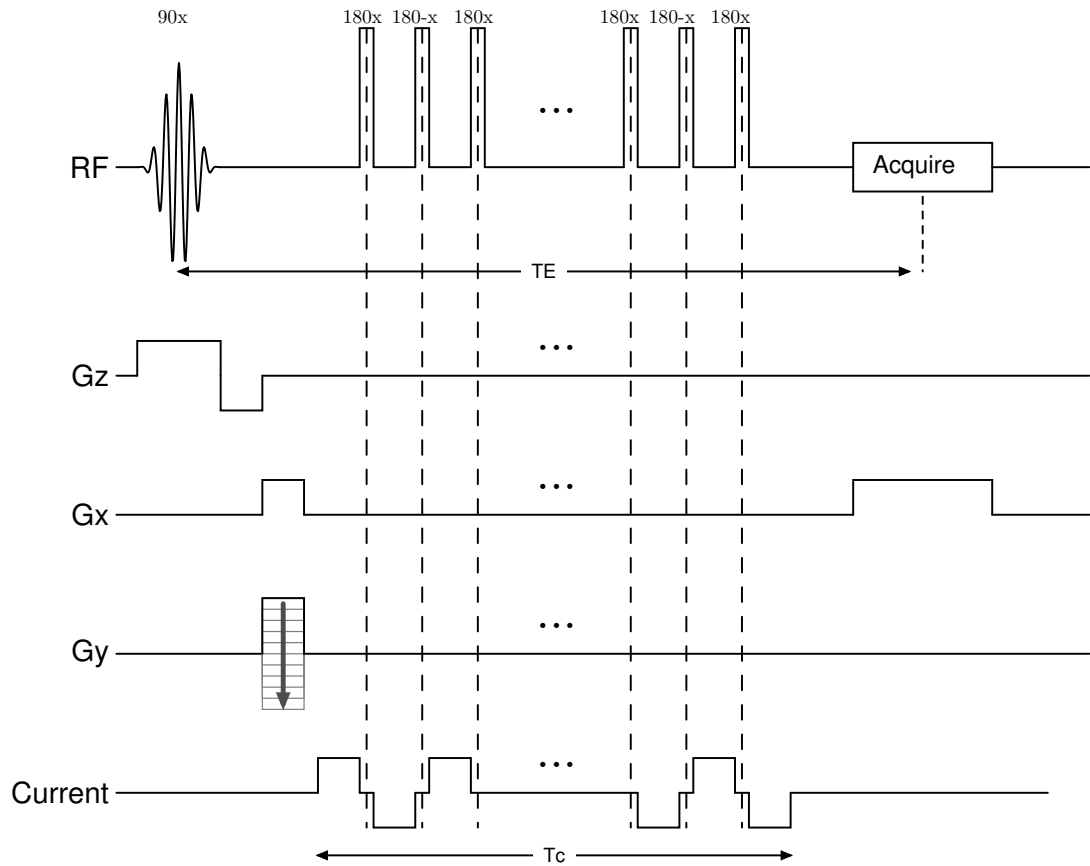 90x 180x 180-x 180x 180x 180-x 180x
...
RF Acquire
TE
...
Gz
...
Gx
...
Gy
...
Current
Tc